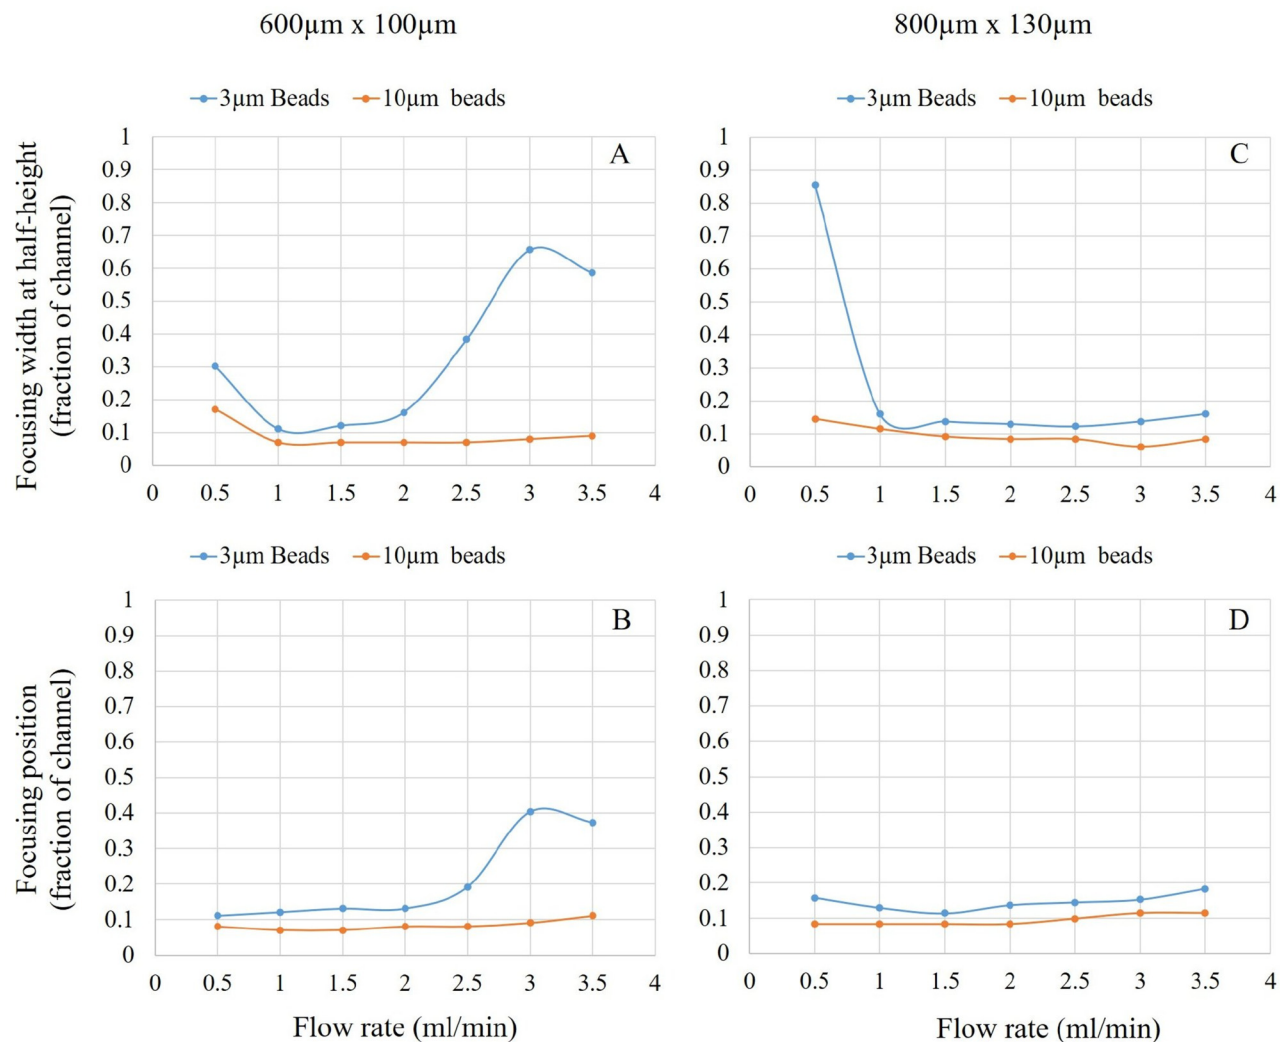 600µm x 100µm
800µm x 130µm
3µm Beads 10µm beads
3µm Beads 10µm beads
Focusing width at half-height
(fraction of channel)
A
1
0.9
0.8
0.7
0.6
0.5
0.4
0.3
0.2
0.1
0
0 0.5 1 1.5 2 2.5 3 3.5 4
C
1
0.9
0.8
0.7
0.6
0.5
0.4
0.3
0.2
0.1
0
0 0.5 1 1.5 2 2.5 3 3.5 4
3µm Beads 10µm beads
3µm Beads 10µm beads
Focusing position
(fraction of channel)
B
1
0.9
0.8
0.7
0.6
0.5
0.4
0.3
0.2
0.1
0
0 0.5 1 1.5 2 2.5 3 3.5 4
Flow rate (ml/min)
D
1
0.9
0.8
0.7
0.6
0.5
0.4
0.3
0.2
0.1
0
0 0.5 1 1.5 2 2.5 3 3.5 4
Flow rate (ml/min)